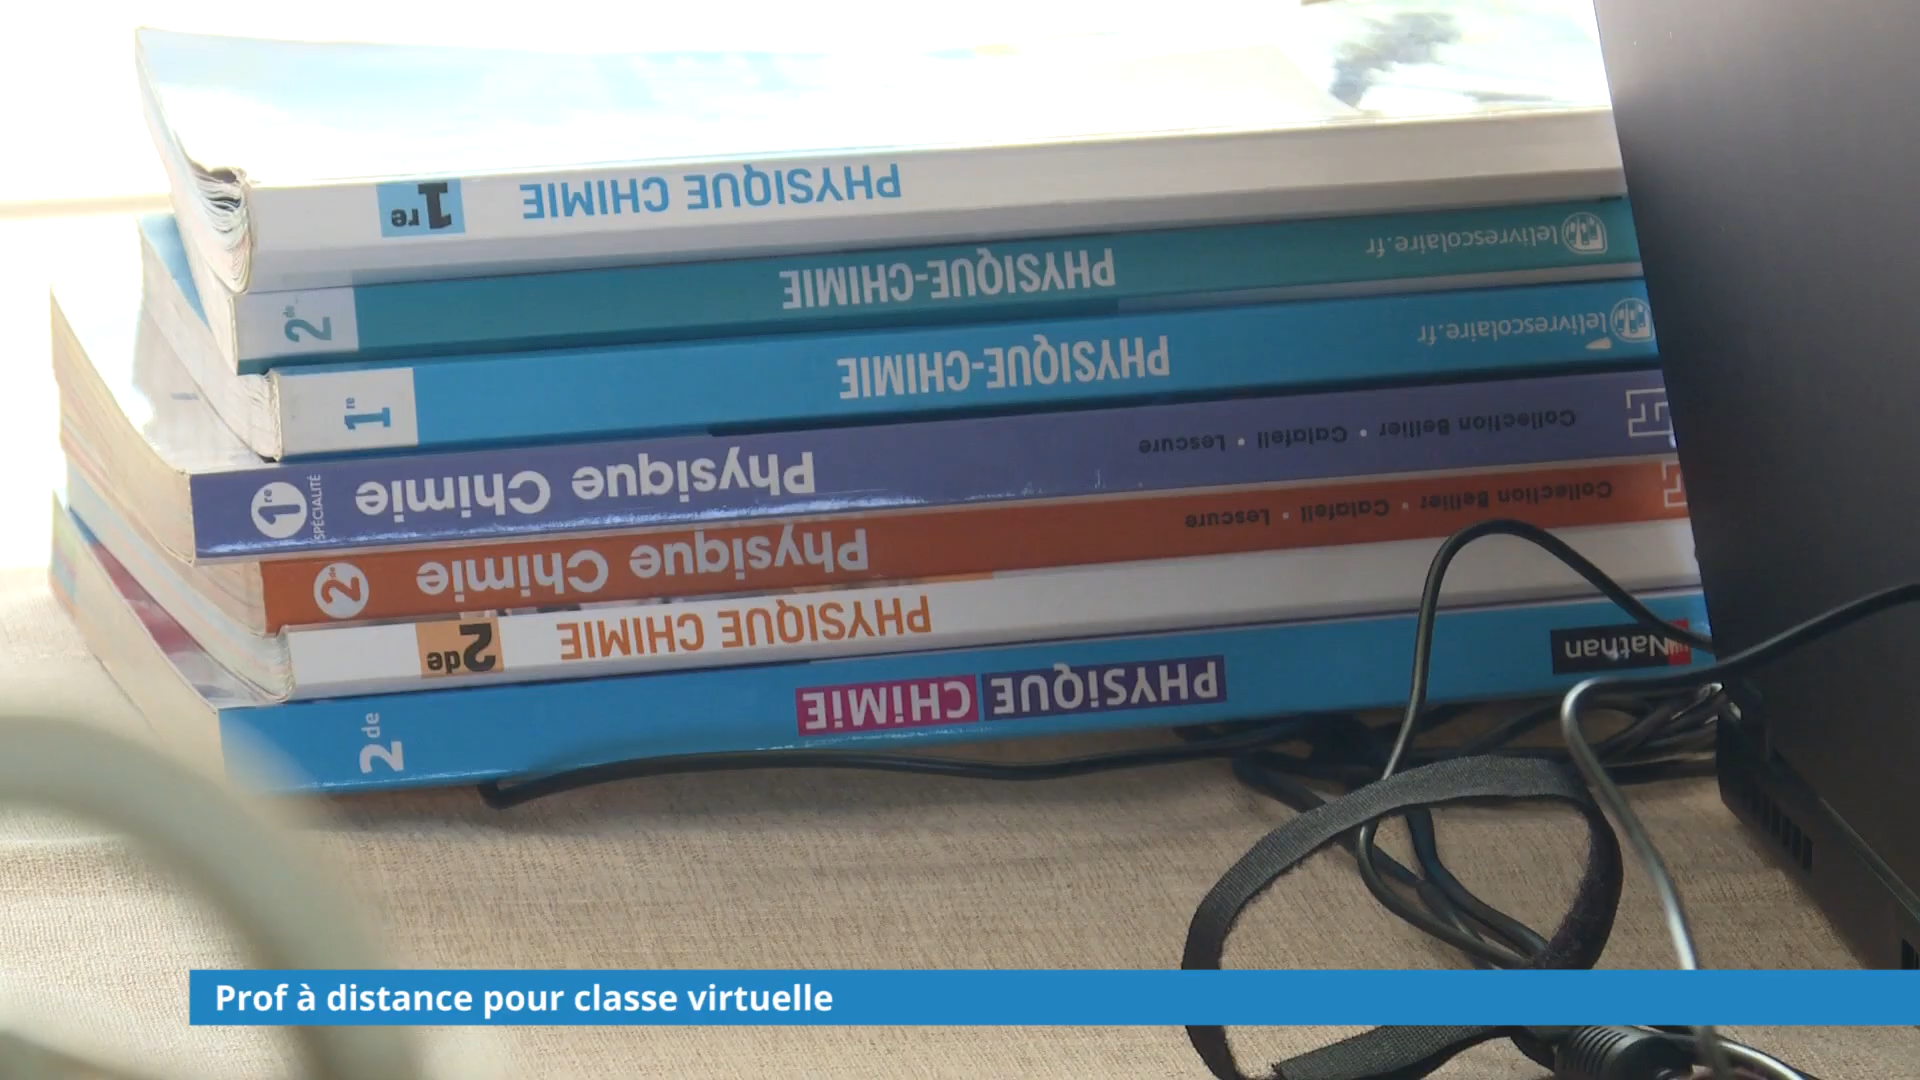 PHYSIQUE CHIMIE 1re
lelivrescolaire.fr PHYSIQUE-CHIMIE 2de
lelivrescolaire.fr PHYSIQUE-CHIMIE 1re
Collection Bellier • Calafell • Lescure Physique Chimie 1re SPÉCIALITÉ
Collection Bellier • Calafell • Lescure Physique Chimie 2de
PHYSIQUE CHIMIE 2de
Nathan PHYSiQUE CHiMiE 2de
Prof à distance pour classe virtuelle